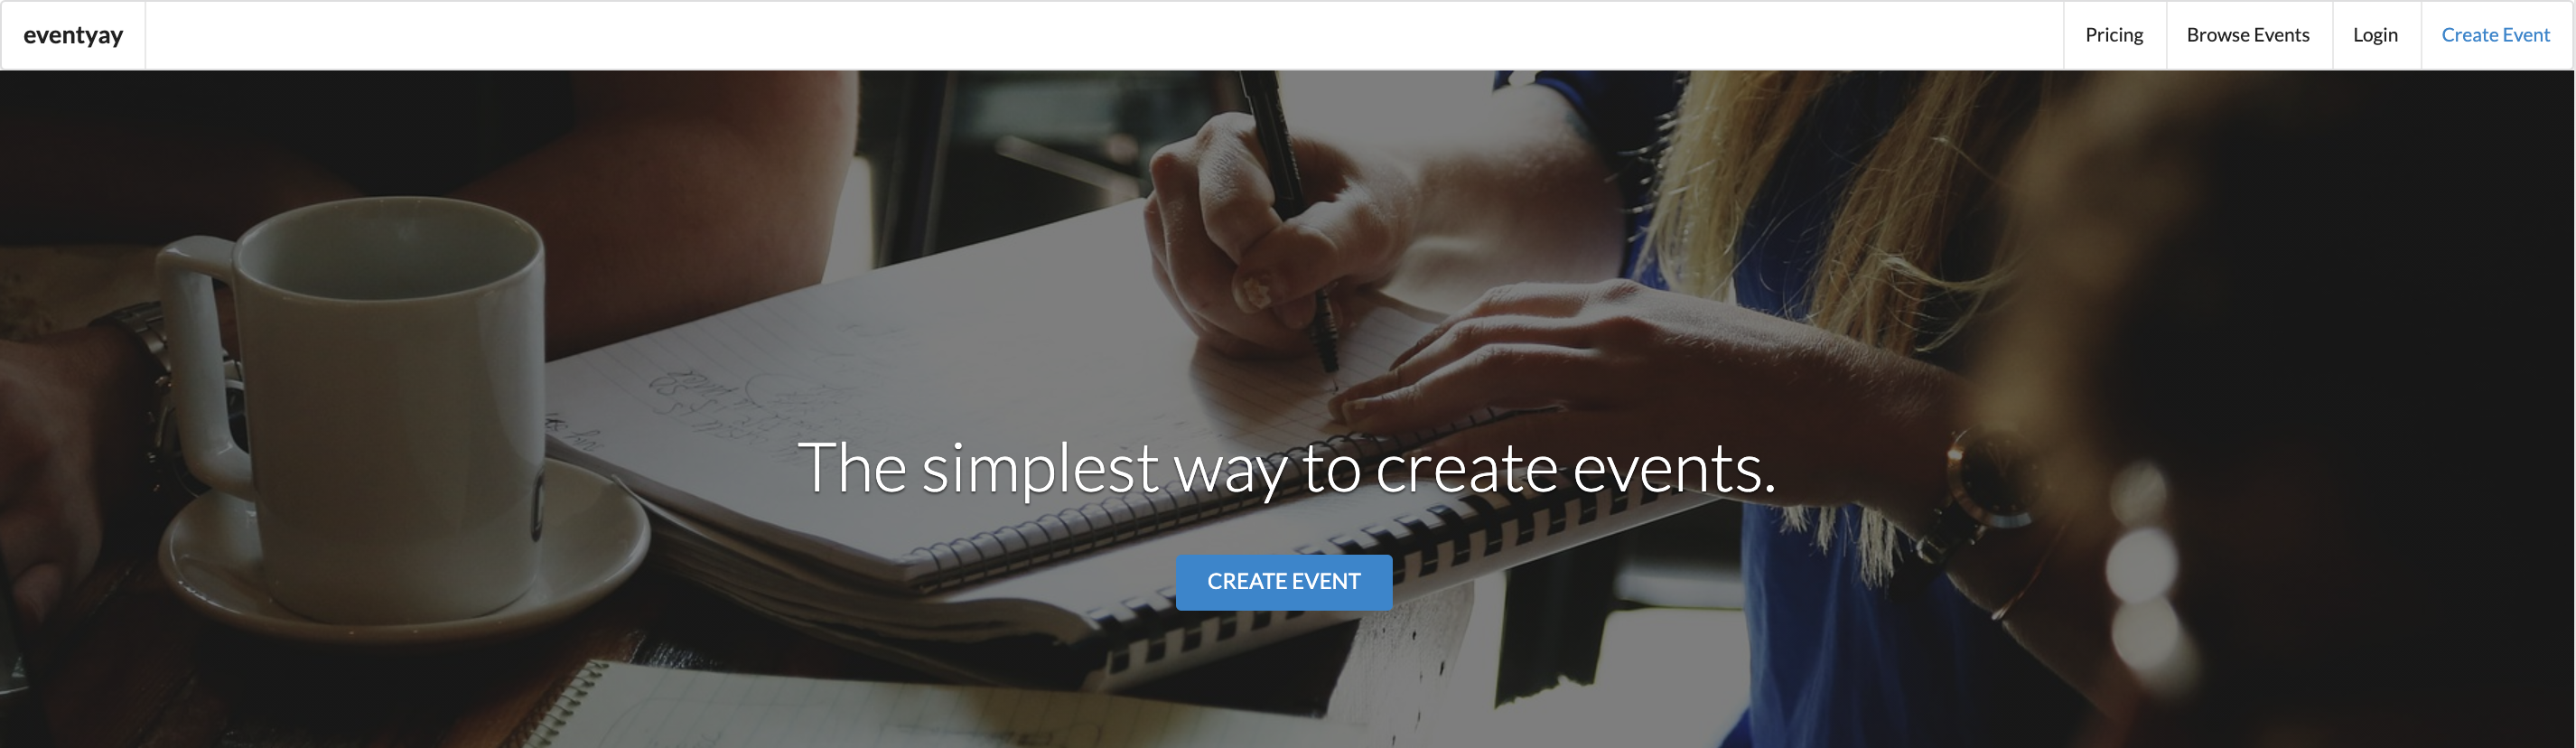 eventyay
Pricing
Browse Events
Login
Create Event
The simplest way to create events.
CREATE EVENT